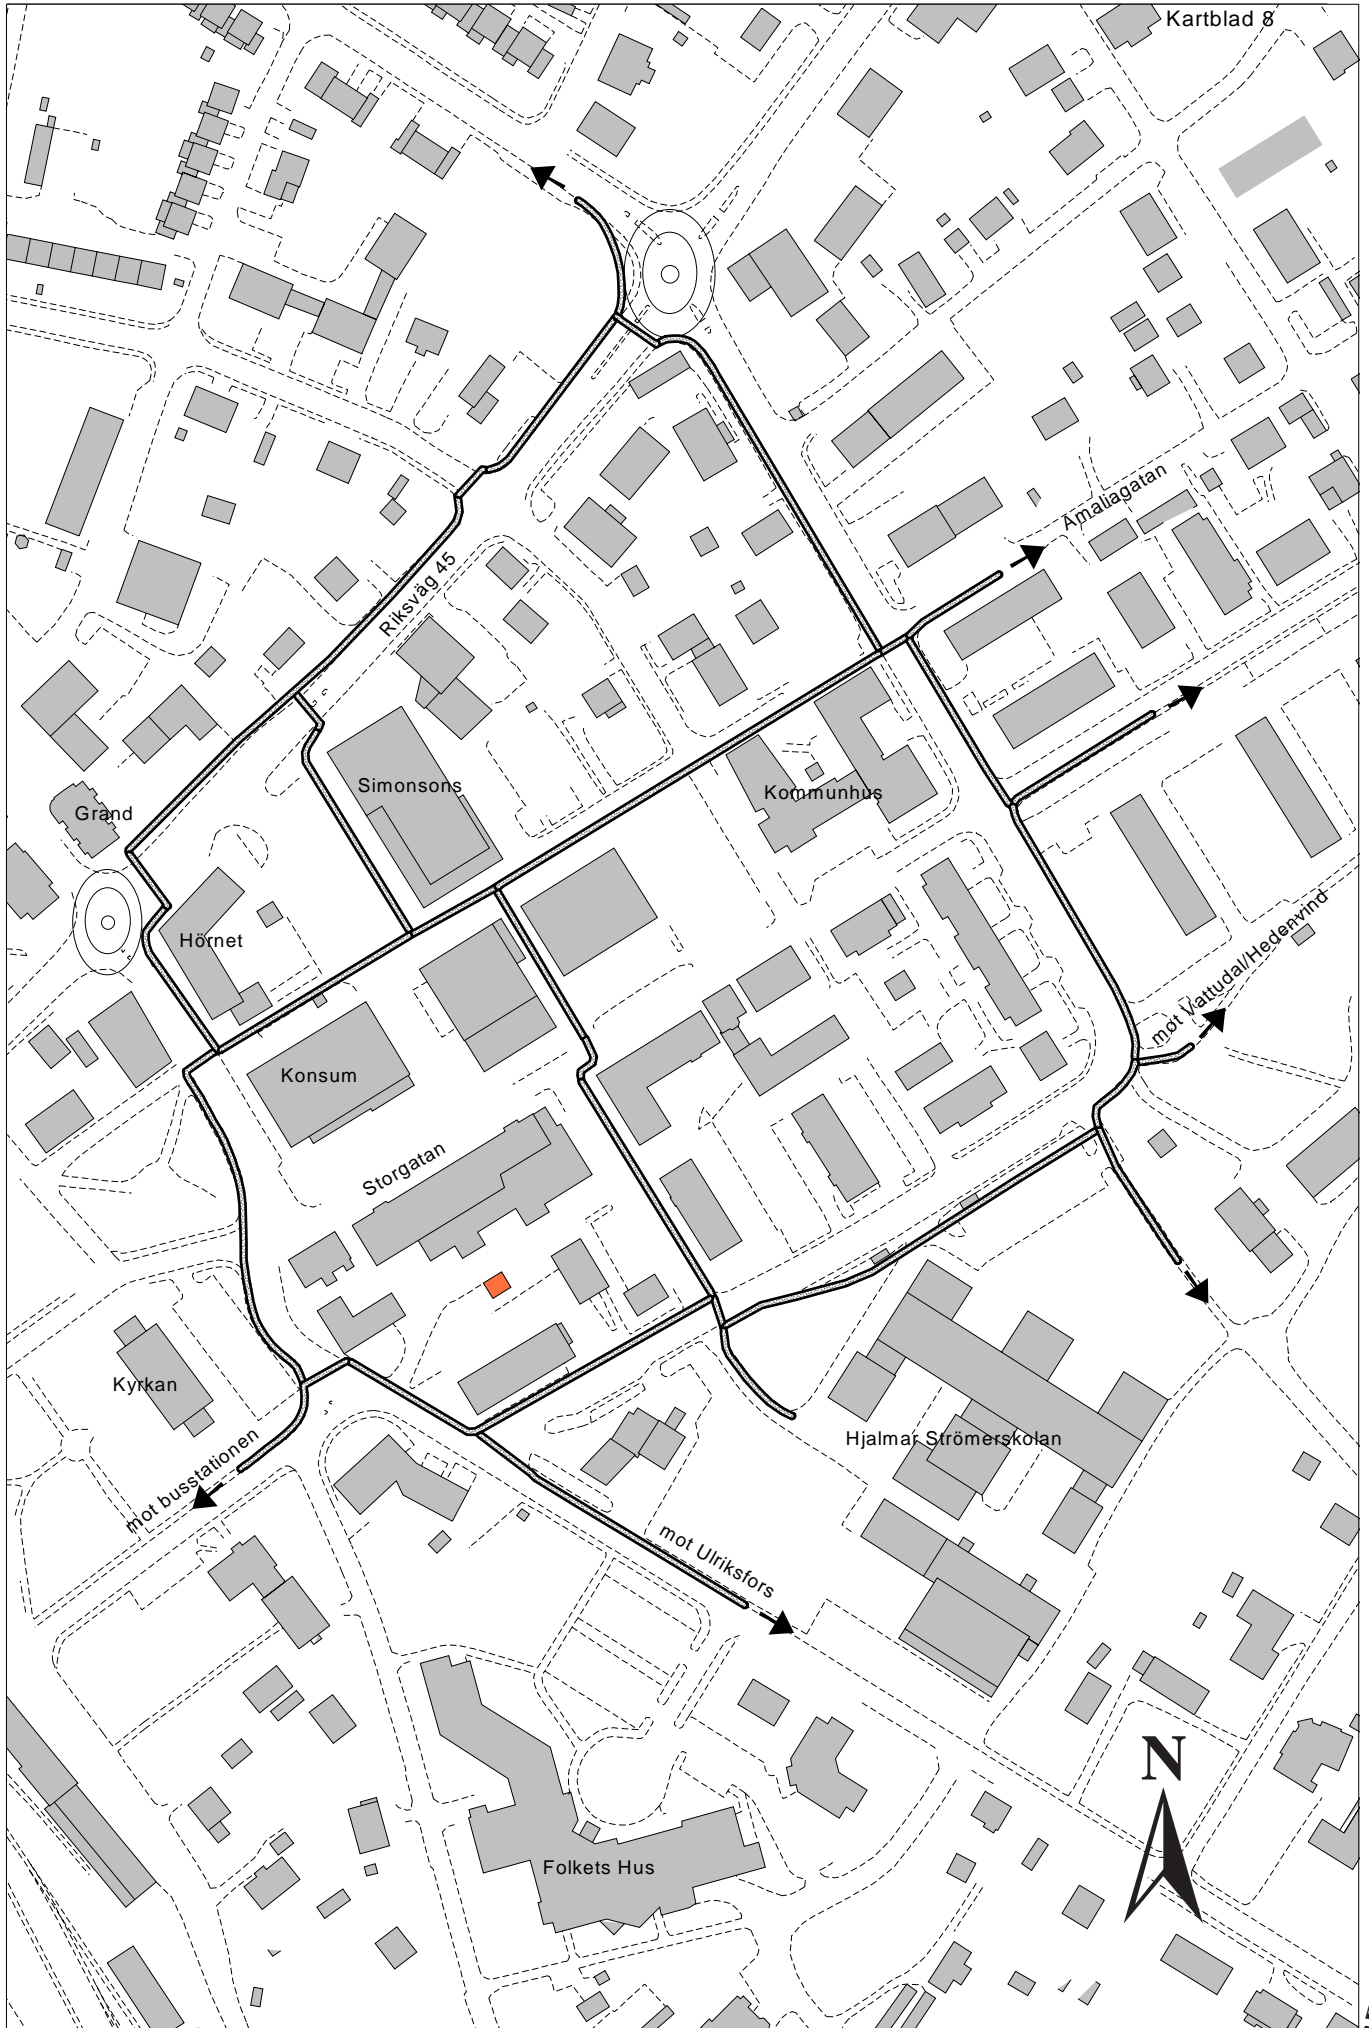 Kartblad 8
Amaliagatan
Riksväg 45
Simonsons
Kommunhus
Grand
Hörnet
mot Vattudal/Hedenvind
Konsum
Storgatan
Kyrkan
Hjalmar Strömerskolan
mot busstationen
mot Ulriksfors
N
Folkets Hus